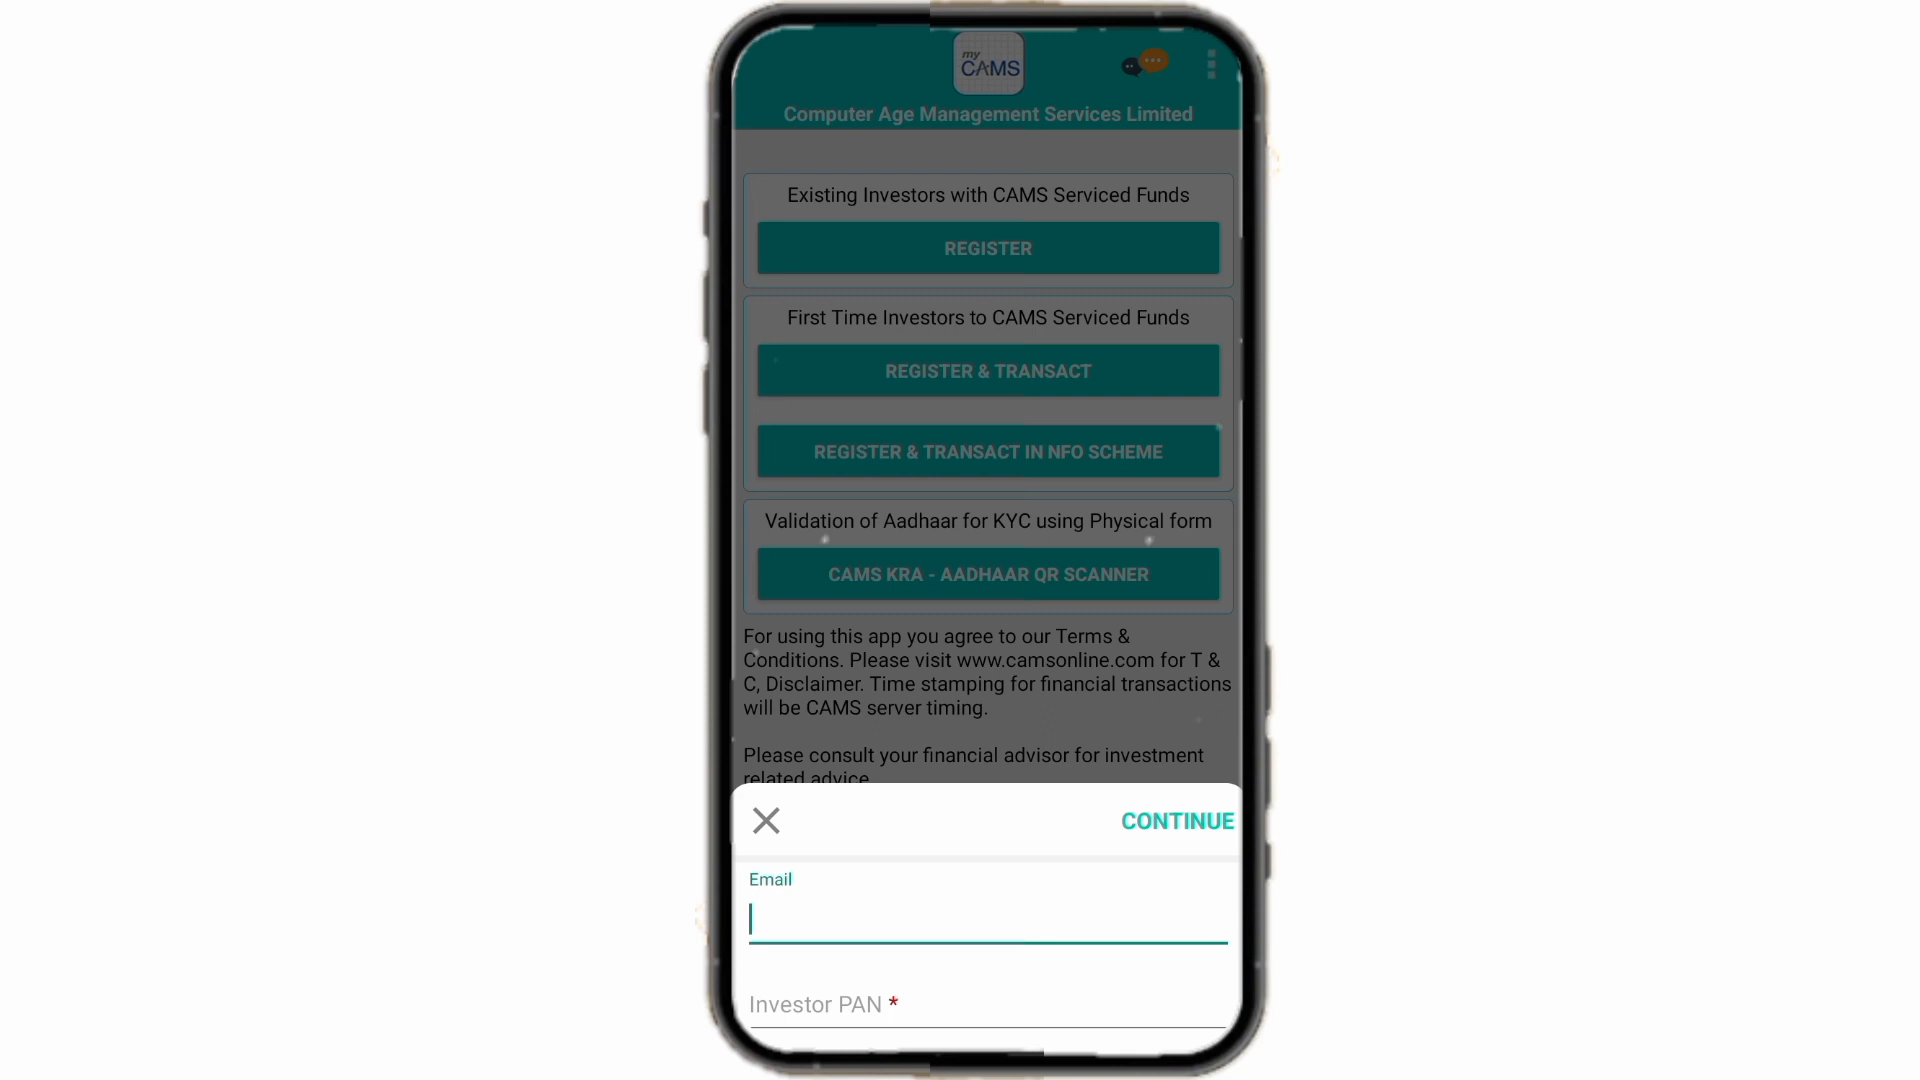 my
CAMS
Computer Age Management Services Limited
Existing Investors with CAMS Serviced Funds
REGISTER
First Time Investors to CAMS Serviced Funds
REGISTER & TRANSACT
REGISTER & TRANSACT IN NFO SCHEME
Validation of Aadhaar for KYC using Physical form
CAMS KRA - AADHAAR QR SCANNER
For using this app you agree to our Terms &
Conditions. Please visit www.camsonline.com for T &
C, Disclaimer. Time stamping for financial transactions
will be CAMS server timing.
Please consult your financial advisor for investment
related advice
CONTINUE
Email
Investor PAN *